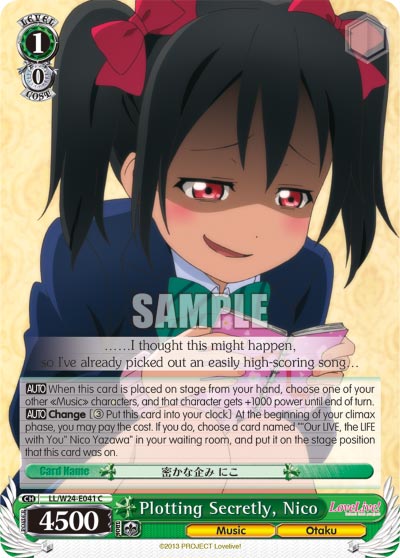 LEVEL
1
0
COST
SAMPLE
……I thought this might happen,
so I've already picked out an easily high-scoring song…
AUTO When this card is placed on stage from your hand, choose one of your
other «Music» characters, and that character gets +1000 power until end of turn.
AUTO Change [③ Put this card into your clock] At the beginning of your climax
phase, you may pay the cost. If you do, choose a card named "“Our LIVE, the LIFE
with You” Nico Yazawa" in your waiting room, and put it on the stage position
that this card was on.
Card Name 密かな企み にこ
CH LL/W24-E041 C
Plotting Secretly, Nico
LoveLive!
POWER 4500
Music Otaku
©2013 PROJECT Lovelive!